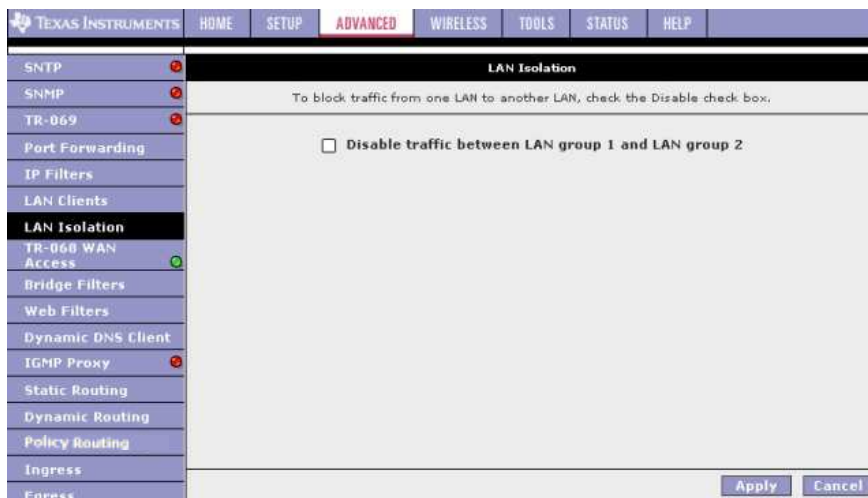 TEXAS INSTRUMENTS
HOME
SETUP
ADVANCED
WIRELESS
TOOLS
STATUS
HELP
SNTP
SNMP
TR-069
Port Forwarding
IP Filters
LAN Clients
LAN Isolation
TR-068 WAN
Access
Bridge Filters
Web Filters
Dynamic DNS Client
IGMP Proxy
Static Routing
Dynamic Routing
Policy Routing
Ingress
Egress
LAN Isolation
To block traffic from one LAN to another LAN, check the Disable check box.
Disable traffic between LAN group 1 and LAN group 2
Apply
Cancel